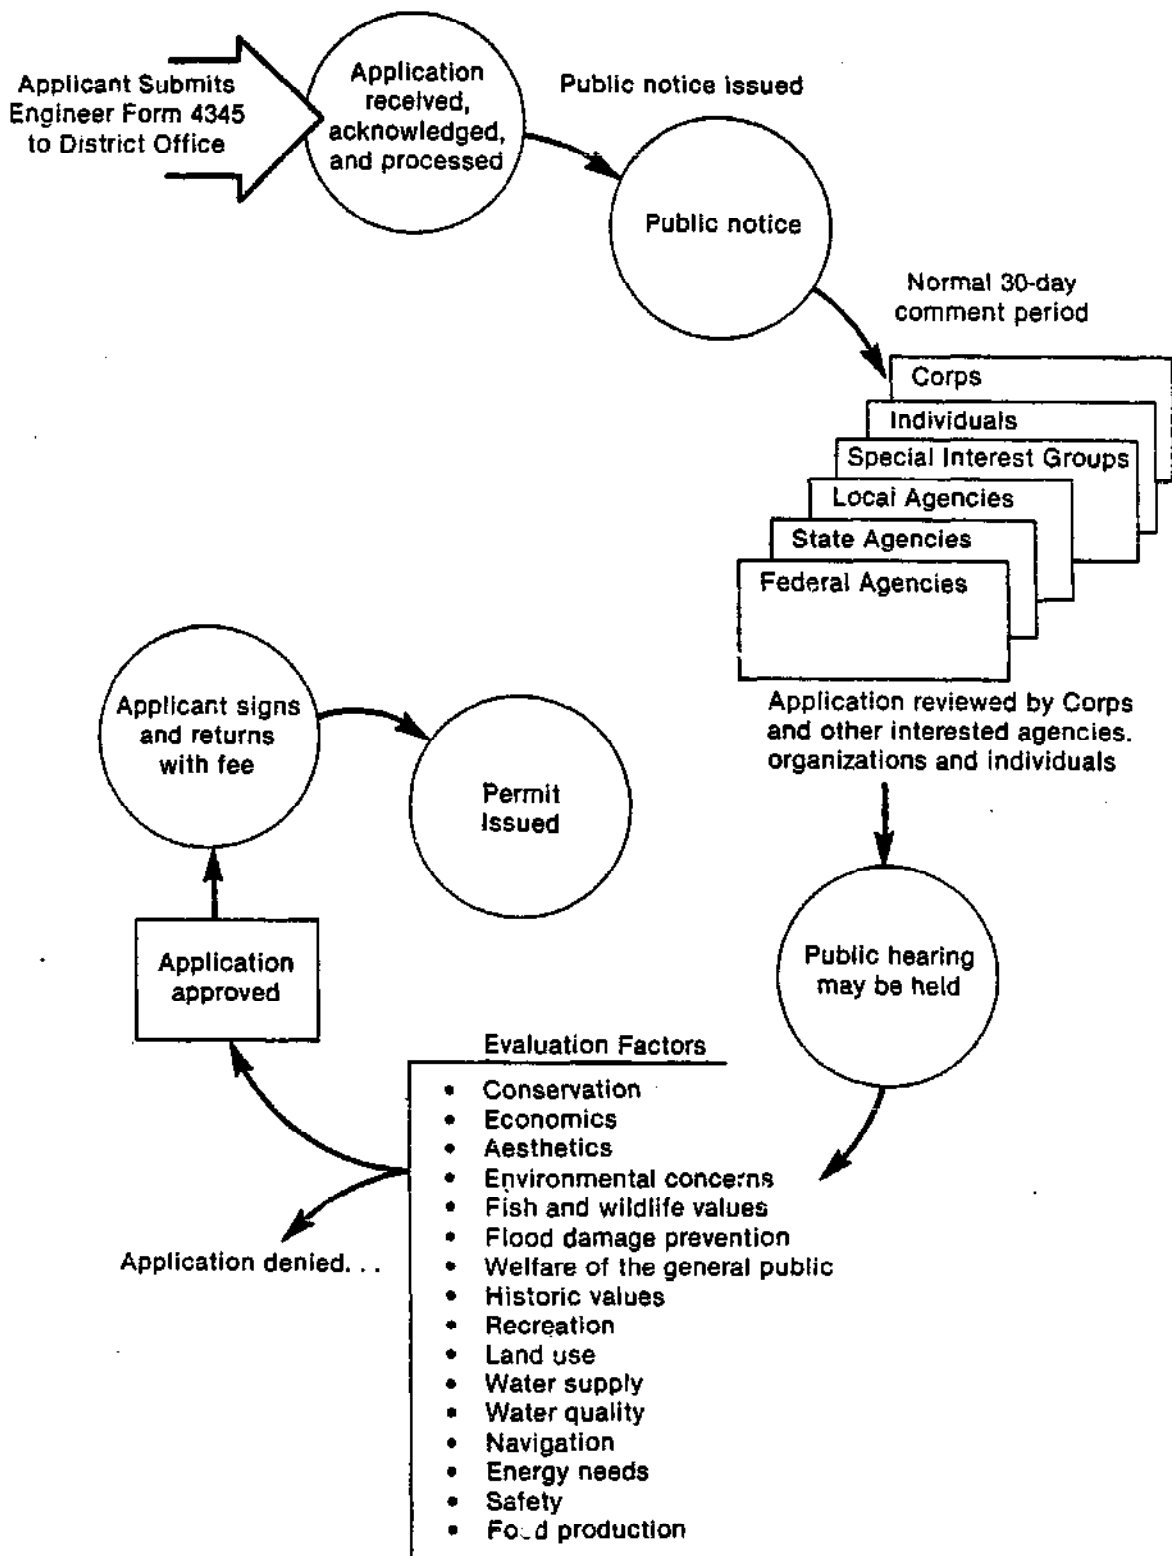 Applicant Submits
Engineer Form 4345
to District Office
Application
received,
acknowledged,
and processed
Public notice issued
Public notice
Normal 30-day
comment period
Corps
Individuals
Special Interest Groups
Local Agencies
State Agencies
Federal Agencies
Application reviewed by Corps
and other interested agencies.
organizations and individuals
Public hearing
may be held
Evaluation Factors
• Conservation
• Economics
• Aesthetics
• Environmental concerns
• Fish and wildlife values
• Flood damage prevention
• Welfare of the general public
• Historic values
• Recreation
• Land use
• Water supply
• Water quality
• Navigation
• Energy needs
• Safety
• Food production
Application denied. . .
Application
approved
Applicant signs
and returns
with fee
Permit
Issued